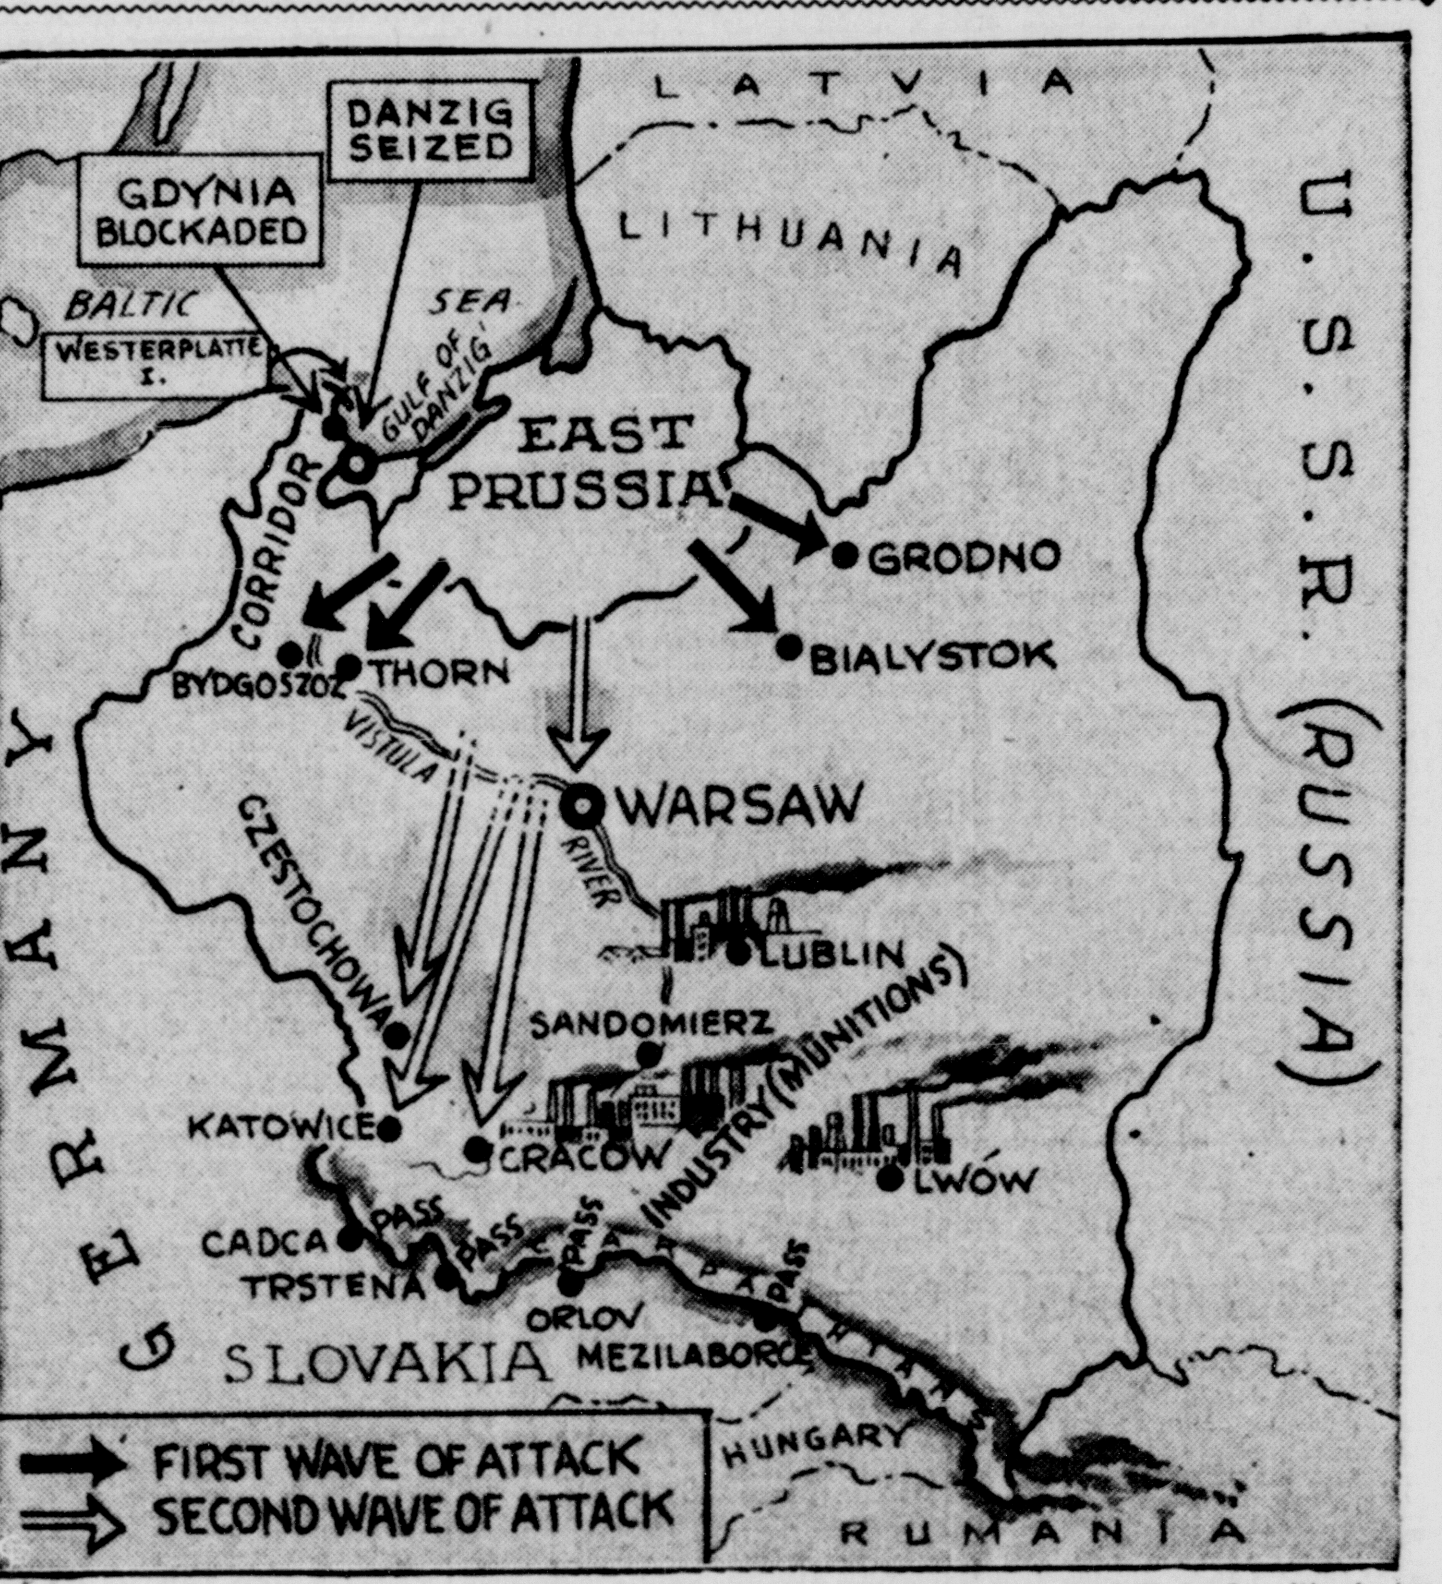 LATVIA
DANZIG
SEIZED
GDYNIA
BLOCKADED
LITHUANIA
U.S.S.R. (RUSSIA)
BALTIC SEA
WESTERPLATTE
I.
GULF OF
DANZIG
EAST
PRUSSIA
CORRIDOR
GRODNO
BIALYSTOK
BYDGOSZOZ
THORN
VISTULA
WARSAW
RIVER
GERMANY
CZESTOCHOWA
LUBLIN
SANDOMIERZ
INDUSTRY (MUNITIONS)
KATOWICE
CRACOW
LWÓW
CADCA
PASS
TRSTENA
PASS
PASS
ORLOV
PASS
MEZILABORCE
CARPATHIANS
SLOVAKIA
HUNGARY
RUMANIA
FIRST WAVE OF ATTACK
SECOND WAVE OF ATTACK